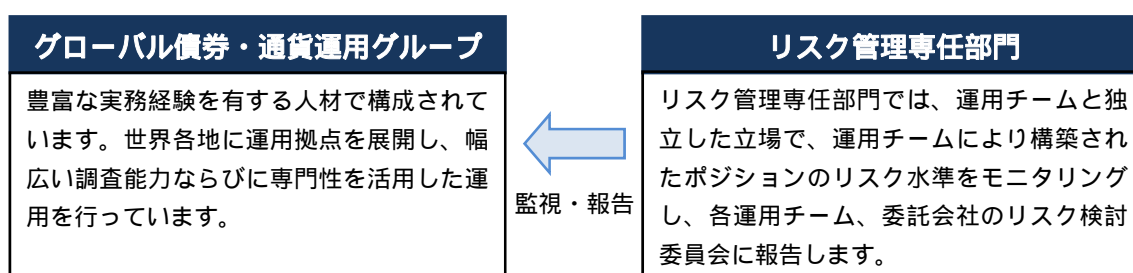 グローバル債券・通貨運用グループ
豊富な実務経験を有する人材で構成されて
います。世界各地に運用拠点を展開し、幅
広い調査能力ならびに専門性を活用した運
用を行っています。
監視・報告
リスク管理専任部門
リスク管理専任部門では、運用チームと独
立した立場で、運用チームにより構築され
たポジションのリスク水準をモニタリング
し、各運用チーム、委託会社のリスク検討
委員会に報告します。